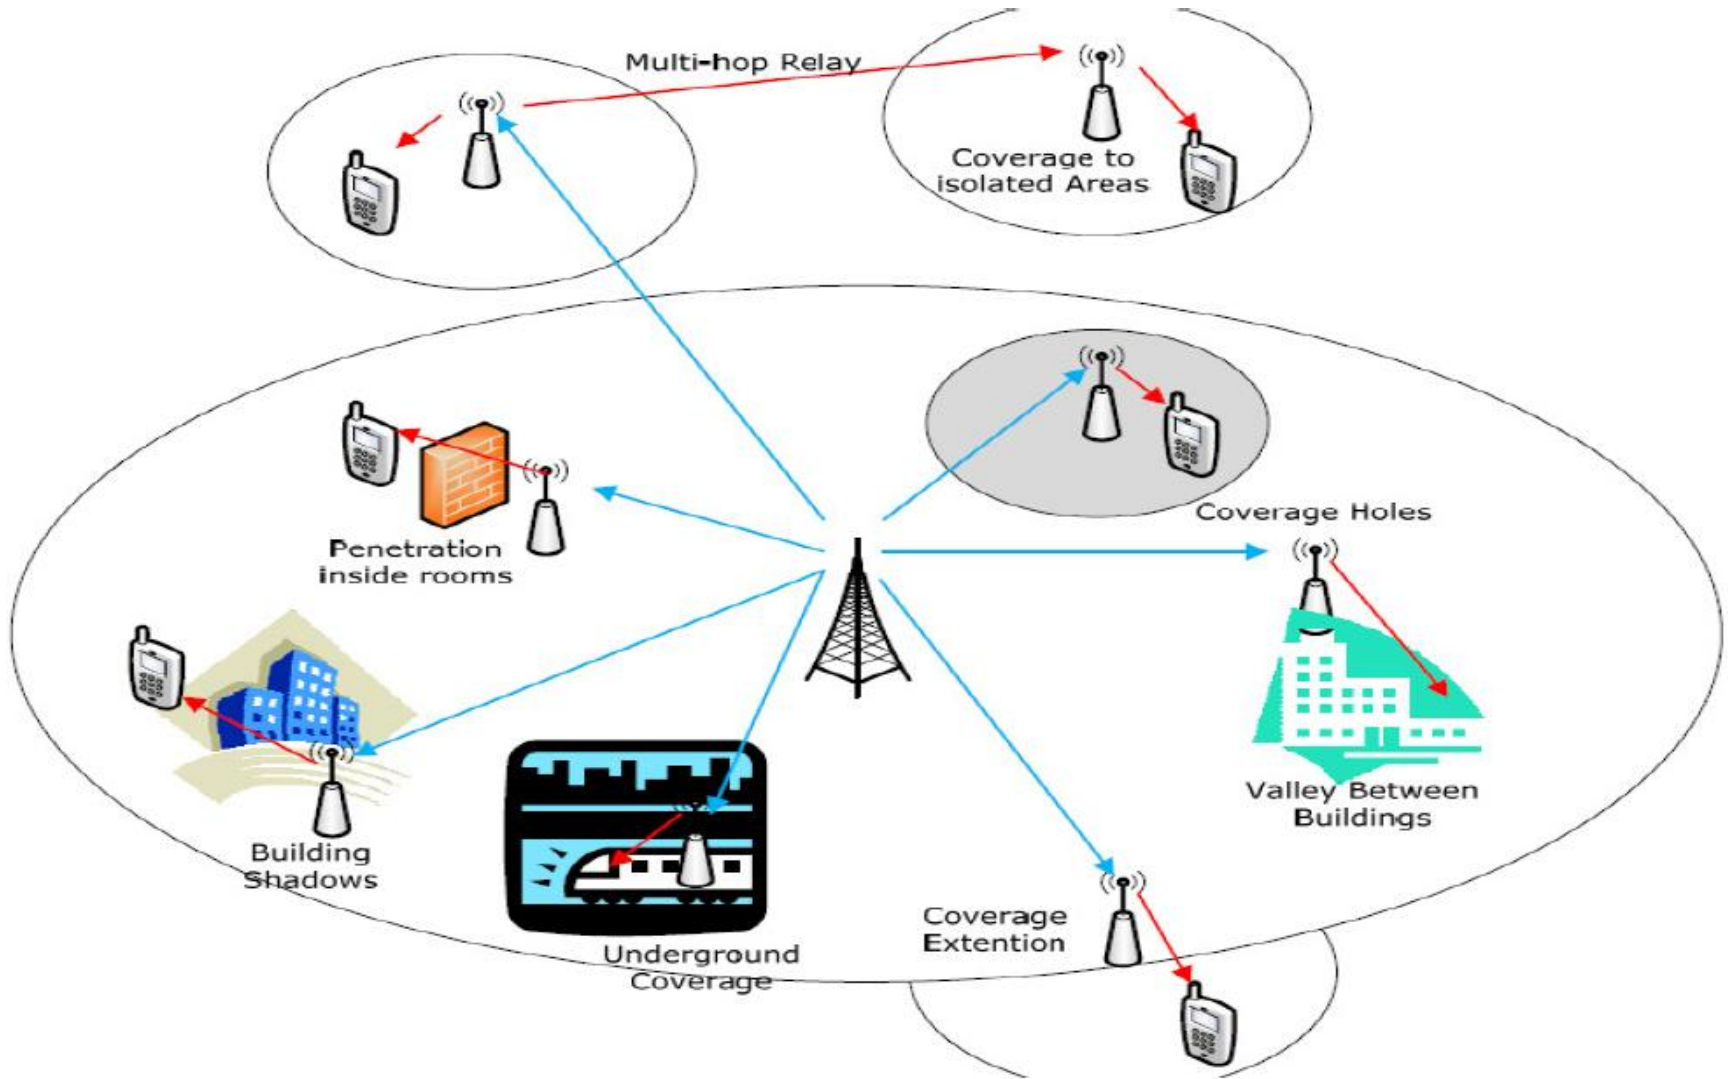 Multi-hop Relay
Coverage to
isolated Areas
Coverage Holes
Penetration
inside rooms
Valley Between
Buildings
Building
Shadows
Coverage
Extention
Underground
Coverage